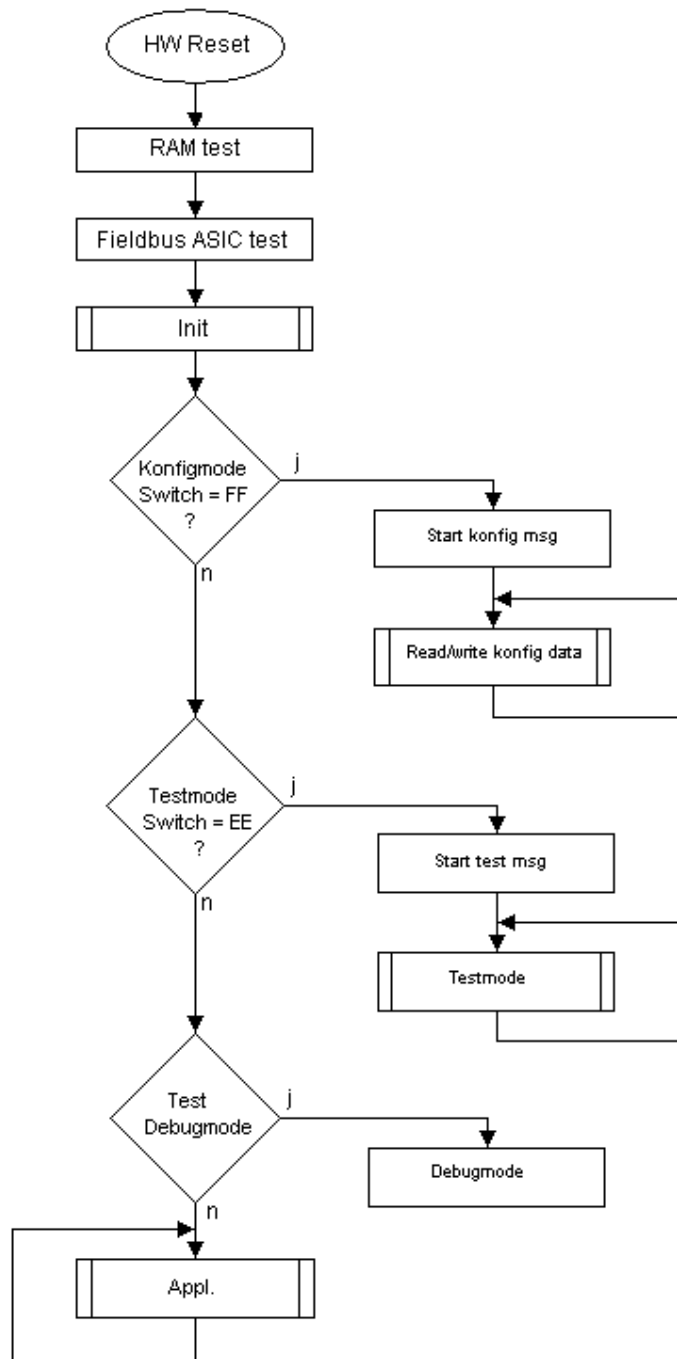 HW Reset
RAM test
Fieldbus ASIC test
Init
Konfigmode
Switch = FF
?
j
n
Start konfig msg
Read/write konfig data
Testmode
Switch = EE
?
j
n
Start test msg
Testmode
Test
Debugmode
j
n
Debugmode
Appl.